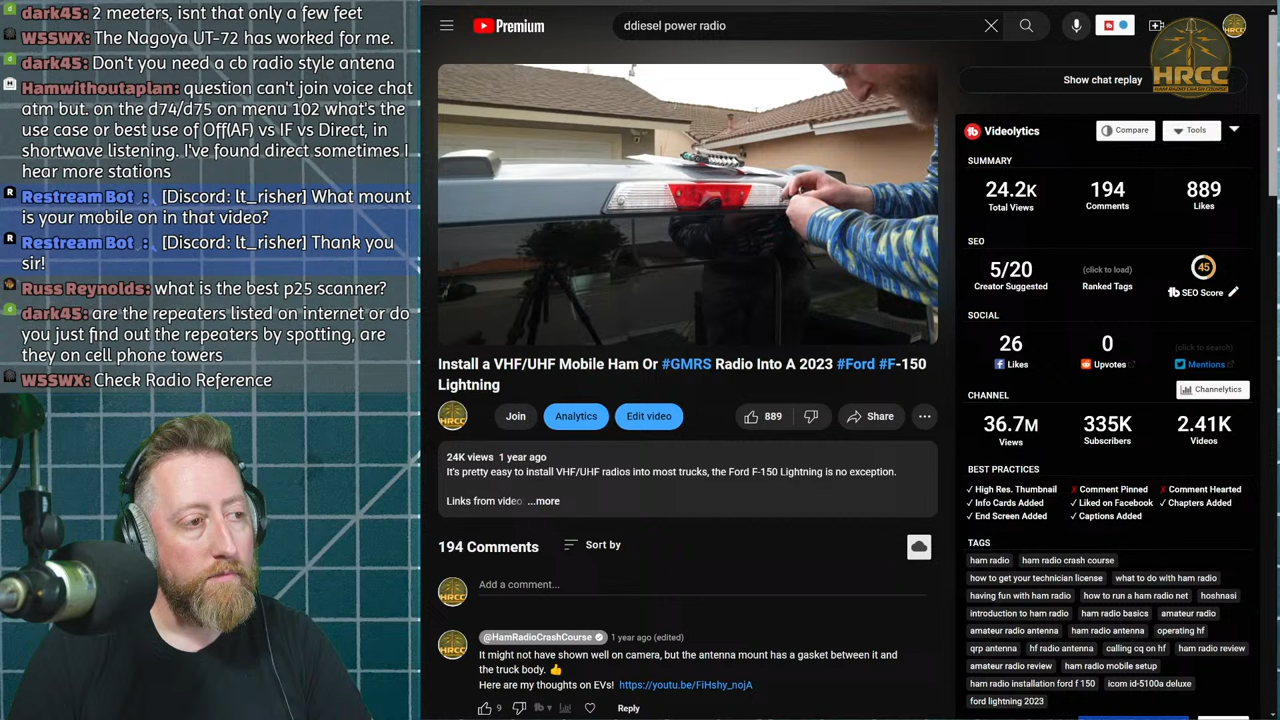 dark45: 2 meters, isnt that only a few feet
W5SWX: The Nagoya UT-72 has worked for me.
dark45: Don't you need a cb radio style antena
Hamwithoutaplan: question can't join voice chat
atm but. on the d74/d75 on menu 102 what's the
use case or best use of Off(AF) vs IF vs Direct, in
shortwave listening. I've found direct sometimes I
hear more stations
Restream Bot : [Discord: lt_risher] What mount
is your mobile on in that video?
Restream Bot : [Discord: lt_risher] Thank you
sir!
Russ Reynolds: what is the best p25 scanner?
dark45: are the repeaters listed on internet or do
you just find out the repeaters by spotting, are
they on cell phone towers
W5SWX: Check Radio Reference
Premium
ddiesel power radio
HRCC
HAM RADIO CRASH COURSE
Show chat replay
Install a VHF/UHF Mobile Ham Or #GMRS Radio Into A 2023 #Ford #F-150
Lightning
HRCC
Join
Analytics
Edit video
889
Share
24K views 1 year ago
It's pretty easy to install VHF/UHF radios into most trucks, the Ford F-150 Lightning is no exception.
Links from video
...more
194 Comments
Sort by
HRCC
Add a comment...
HRCC
@HamRadioCrashCourse 1 year ago (edited)
It might not have shown well on camera, but the antenna mount has a gasket between it and
the truck body. 👍
Here are my thoughts on EVs! https://youtu.be/FiHshy_nojA
9
Reply
Videolytics
Compare
Tools
SUMMARY
24.2K 194 889
Total Views Comments Likes
SEO
5/20 (click to load) 45
Creator Suggested Ranked Tags SEO Score
SOCIAL
26 0 (click to search)
Likes Upvotes Mentions
Channelytics
CHANNEL
36.7M 335K 2.41K
Views Subscribers Videos
BEST PRACTICES
✓ High Res. Thumbnail ✗ Comment Pinned ✗ Comment Hearted
✓ Info Cards Added ✓ Liked on Facebook ✓ Chapters Added
✓ End Screen Added ✓ Captions Added
TAGS
ham radio ham radio crash course
how to get your technician license what to do with ham radio
having fun with ham radio how to run a ham radio net hoshnasi
introduction to ham radio ham radio basics amateur radio
amateur radio antenna ham radio antenna operating hf
qrp antenna hf radio antenna calling cq on hf ham radio review
amateur radio review ham radio mobile setup
ham radio installation ford f 150 icom id-5100a deluxe
ford lightning 2023